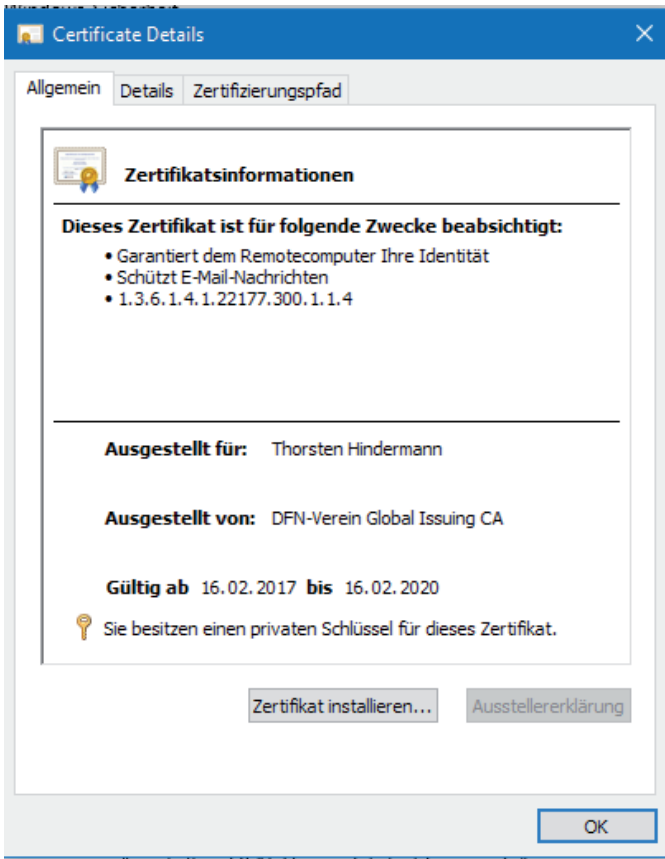 Certificate Details
Allgemein Details Zertifizierungspfad
Zertifikatsinformationen
Dieses Zertifikat ist für folgende Zwecke beabsichtigt:
• Garantiert dem Remotecomputer Ihre Identität
• Schützt E-Mail-Nachrichten
• 1.3.6.1.4.1.22177.300.1.1.4
Ausgestellt für: Thorsten Hindermann
Ausgestellt von: DFN-Verein Global Issuing CA
Gültig ab 16.02.2017 bis 16.02.2020
Sie besitzen einen privaten Schlüssel für dieses Zertifikat.
Zertifikat installieren... Ausstellererklärung
OK